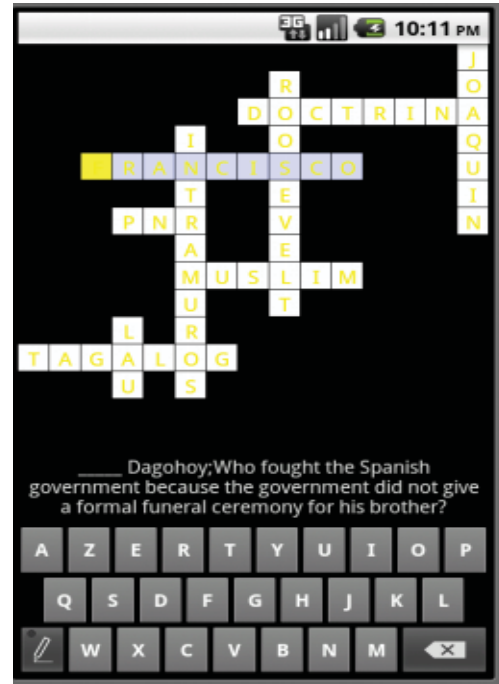 3G 10:11 PM
J
R O
D O C T R I N A
I O Q
R A N C I S C O U
T E I
P N R V N
A E
M U S L I M
U T
L R
T A G A L O G
U S
_____ Dagohoy;Who fought the Spanish
government because the government did not give
a formal funeral ceremony for his brother?
A Z E R T Y U I O P
Q S D F G H J K L
W X C V B N M